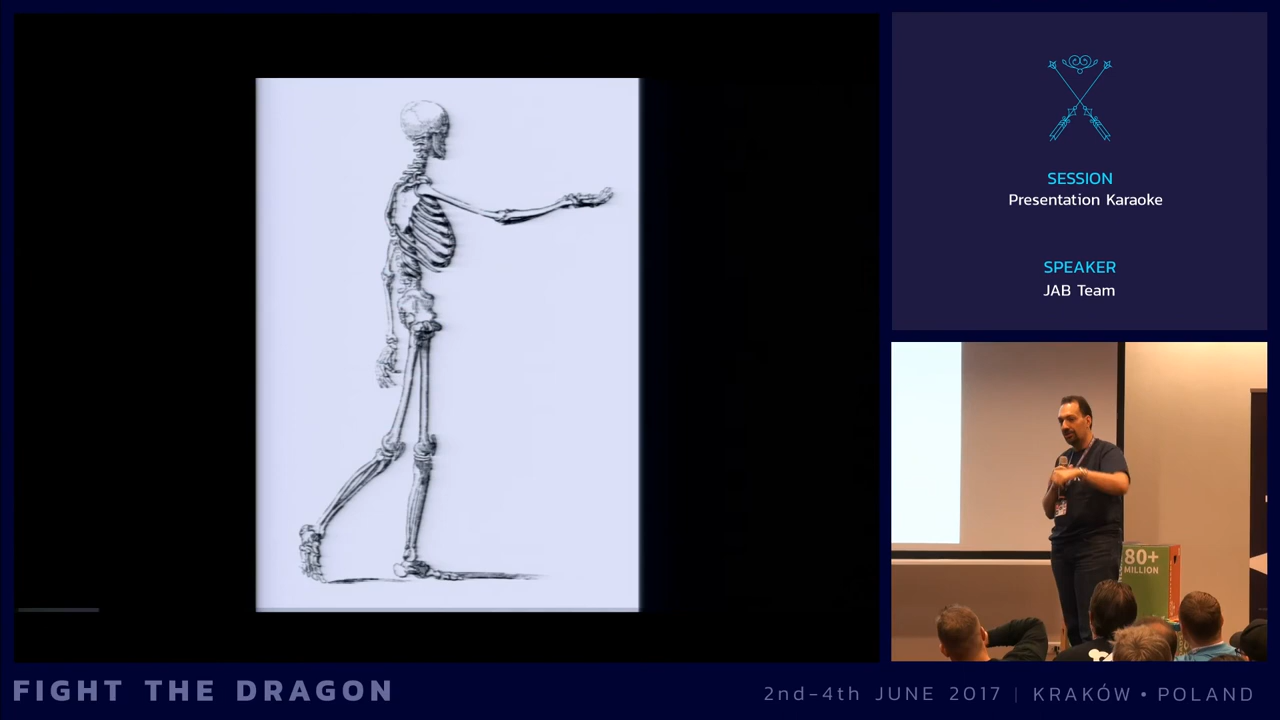 SESSION
Presentation Karaoke
SPEAKER
JAB Team
80+
MILLION
FIGHT THE DRAGON
2nd-4th JUNE 2017 | KRAKÓW • POLAND